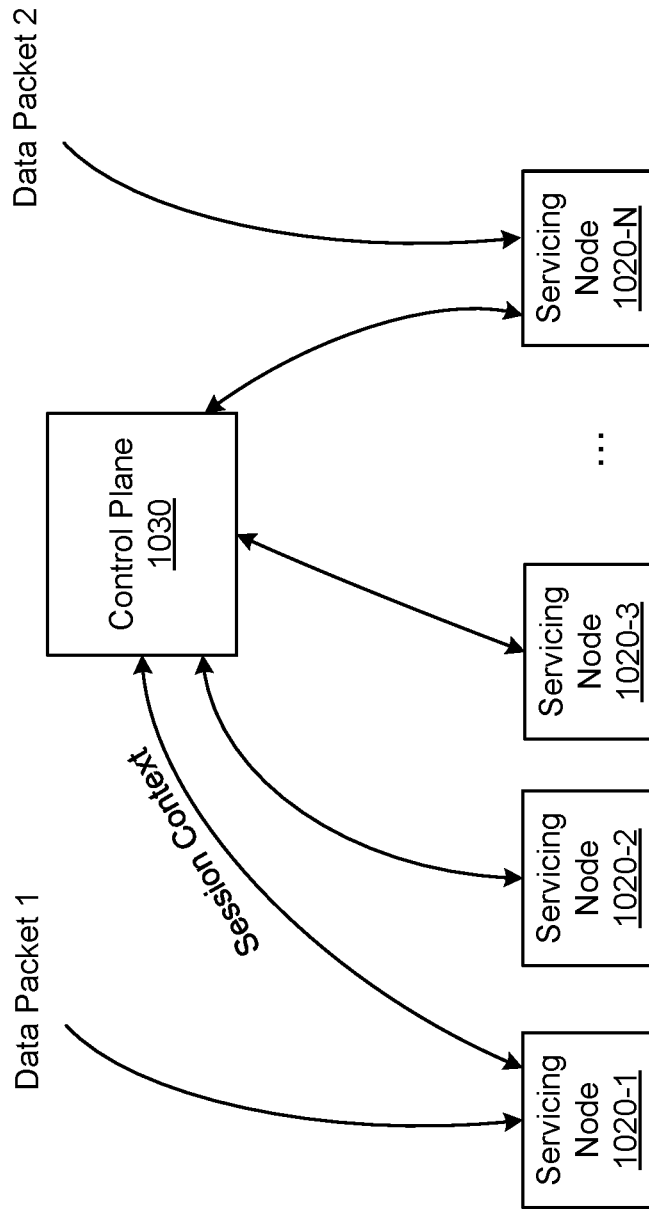 Data Packet 1
Data Packet 2
Control Plane
1030
Session Context
Servicing
Node
1020-1
Servicing
Node
1020-2
Servicing
Node
1020-3
...
Servicing
Node
1020-N